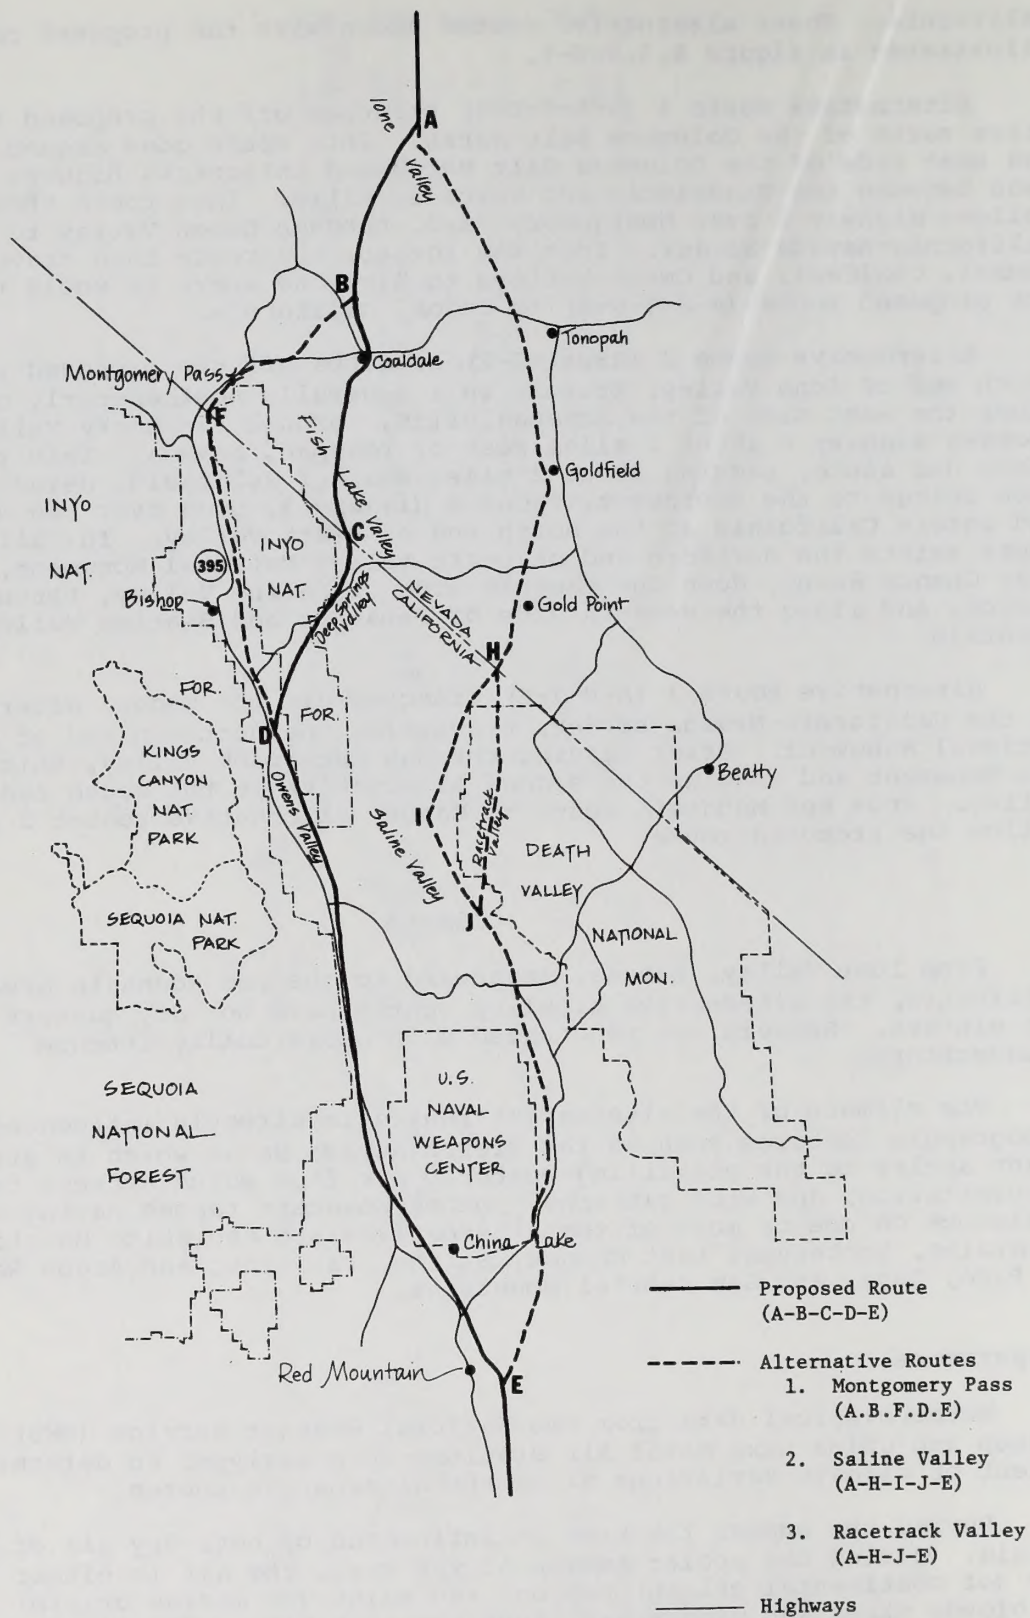 A
Ione
Valley
B
Tonopah
Coaldale
Montgomery Pass
F
Fish
Lake
Valley
Goldfield
INYO
NAT.
C
INYO
NAT.
395
Deep Springs
Valley
NEVADA
CALIFORNIA
Gold Point
Bishop
H
FOR.
FOR.
D
KINGS
CANYON
NAT.
PARK
Owens Valley
Beatty
I
Saline Valley
Racetrack
Valley
DEATH
VALLEY
J
NATIONAL
MON.
SEQUOIA NAT.
PARK
U.S.
NAVAL
WEAPONS
CENTER
SEQUOIA
NATIONAL
FOREST
China Lake
Red Mountain
E
Proposed Route
(A-B-C-D-E)
Alternative Routes
1. Montgomery Pass
(A.B.F.D.E)
2. Saline Valley
(A-H-I-J-E)
3. Racetrack Valley
(A-H-J-E)
Highways